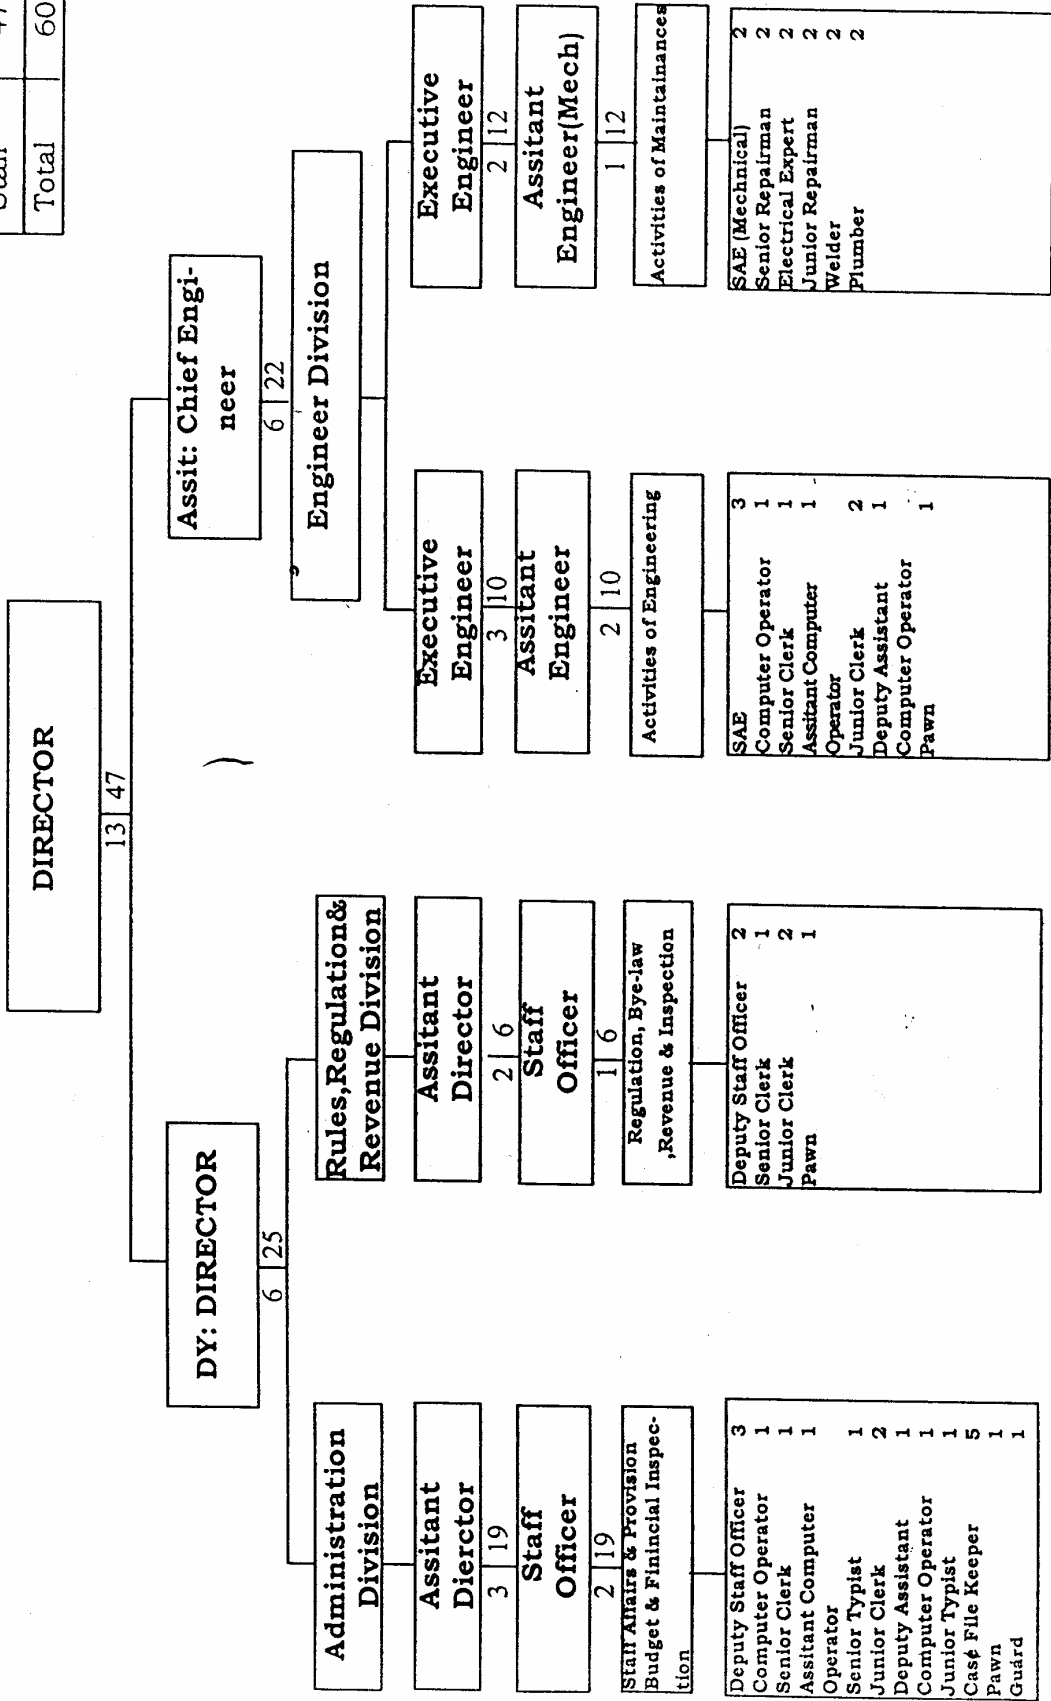 Staff 47
Total 60
DIRECTOR
13 47
DY: DIRECTOR
6 25
Assit: Chief Engi-
neer
6 22
Engineer Division
Administration
Division
Rules,Regulation&
Revenue Division
Assitant
Dierctor
3 19
Assitant
Director
2 6
Executive
Engineer
3 10
Executive
Engineer
2 12
Staff
Officer
2 19
Staff
Officer
1 6
Assitant
Engineer
2 10
Assitant
Engineer(Mech)
1 12
Staff Affairs & Provision
Budget & Finincial Inspec-
tion
Regulation, Bye-law
,Revenue & Inspection
Activities of Engineering
Activities of Maintainances
Deputy Staff Officer 3
Computer Operator 1
Senior Clerk 1
Assitant Computer 1
Operator
Senior Typist 1
Junior Clerk 2
Deputy Assistant 1
Computer Operator 1
Junior Typist 1
Case File Keeper 5
Pawn 1
Guard 1
Deputy Staff Officer 2
Senior Clerk 1
Junior Clerk 2
Pawn 1
SAE 3
Computer Operator 1
Senior Clerk 1
Assitant Computer 1
Operator
Junior Clerk 2
Deputy Assistant 1
Computer Operator
Pawn 1
SAE (Mechnical) 2
Senior Repairman 2
Electrical Expert 2
Junior Repairman 2
Welder 2
Plumber 2